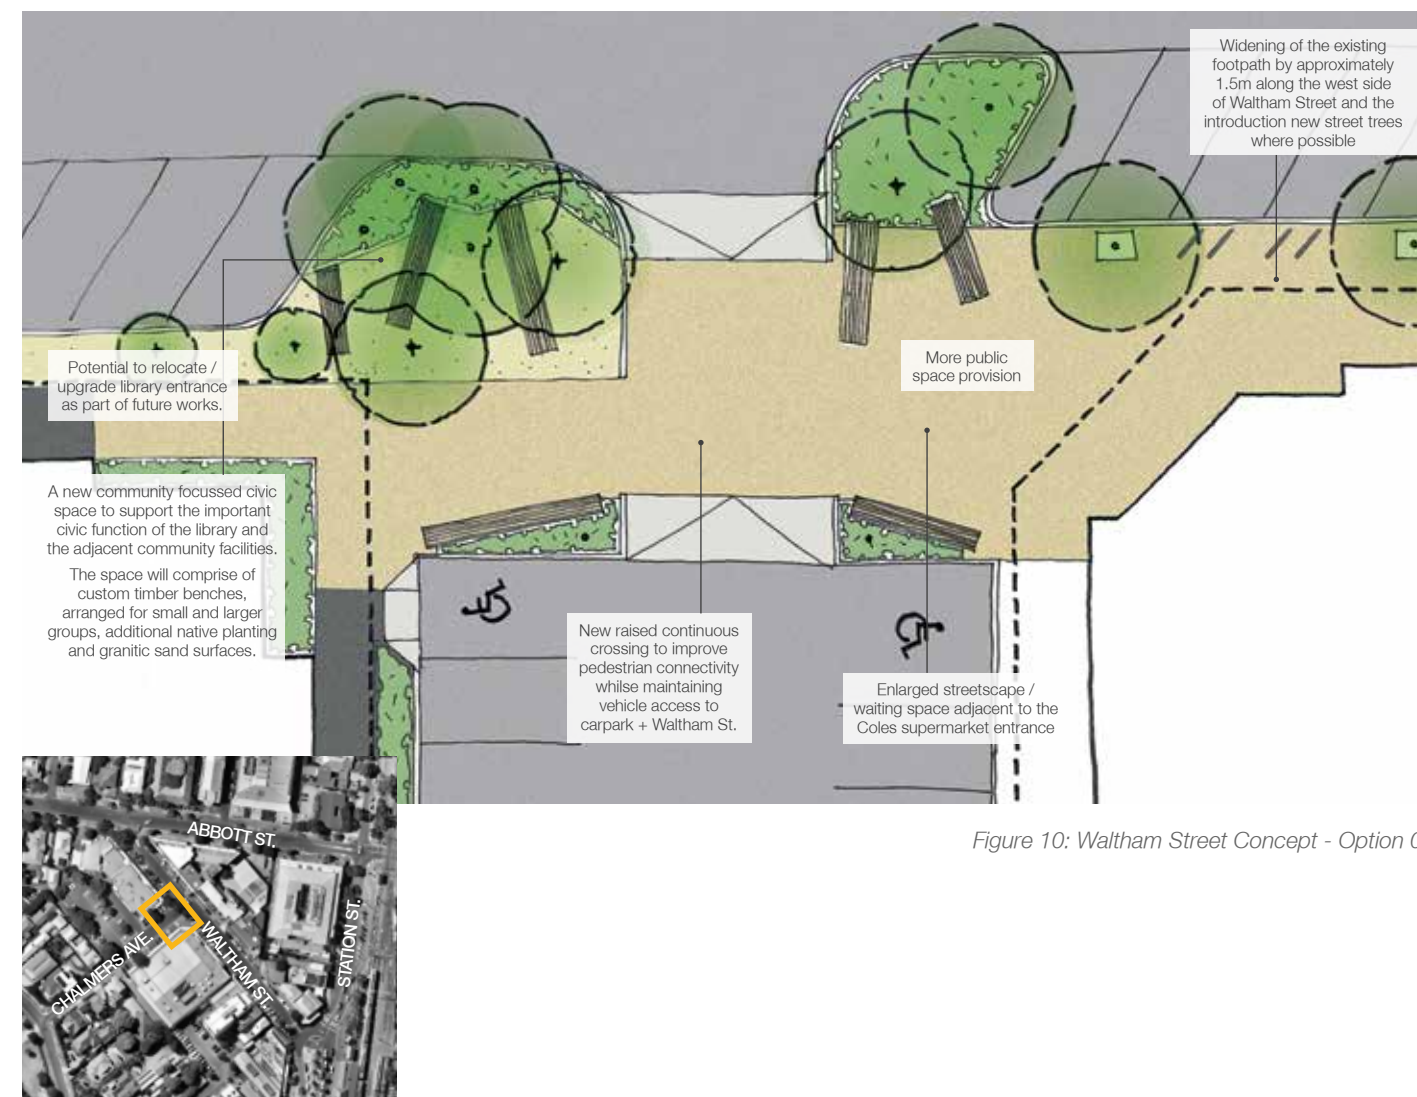 Widening of the existing
footpath by approximately
1.5m along the west side
of Waltham Street and the
introduction new street trees
where possible
Potential to relocate /
upgrade library entrance
as part of future works.
More public
space provision
A new community focussed civic
space to support the important
civic function of the library and
the adjacent community facilities.
The space will comprise of
custom timber benches,
arranged for small and larger
groups, additional native planting
and granitic sand surfaces.
New raised continuous
crossing to improve
pedestrian connectivity
whilse maintaining
vehicle access to
carpark + Waltham St.
Enlarged streetscape /
waiting space adjacent to the
Coles supermarket entrance
ABBOTT ST.
STATION ST.
WALTHAM ST.
CHALMERS AVE.
Figure 10: Waltham Street Concept - Option